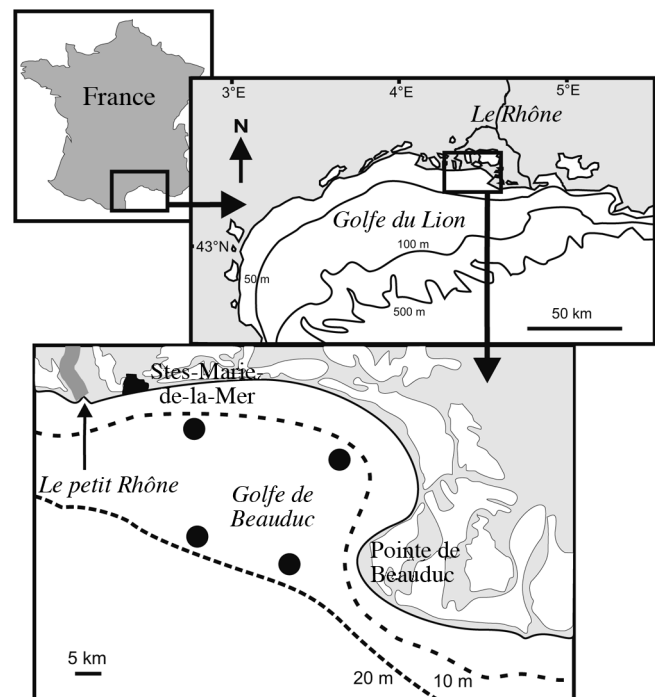 France
3°E
4°E
5°E
Le Rhône
N
Golfe du Lion
43°N
100 m
50 m
500 m
50 km
Stes-Marie-
de-la-Mer
Le petit Rhône
Golfe de
Beauduc
Pointe de
Beauduc
5 km
20 m
10 m